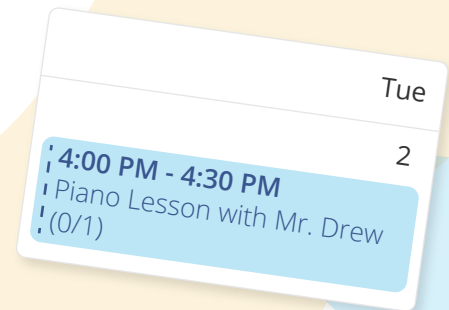 Tue
2
4:00 PM - 4:30 PM
Piano Lesson with Mr. Drew
(0/1)